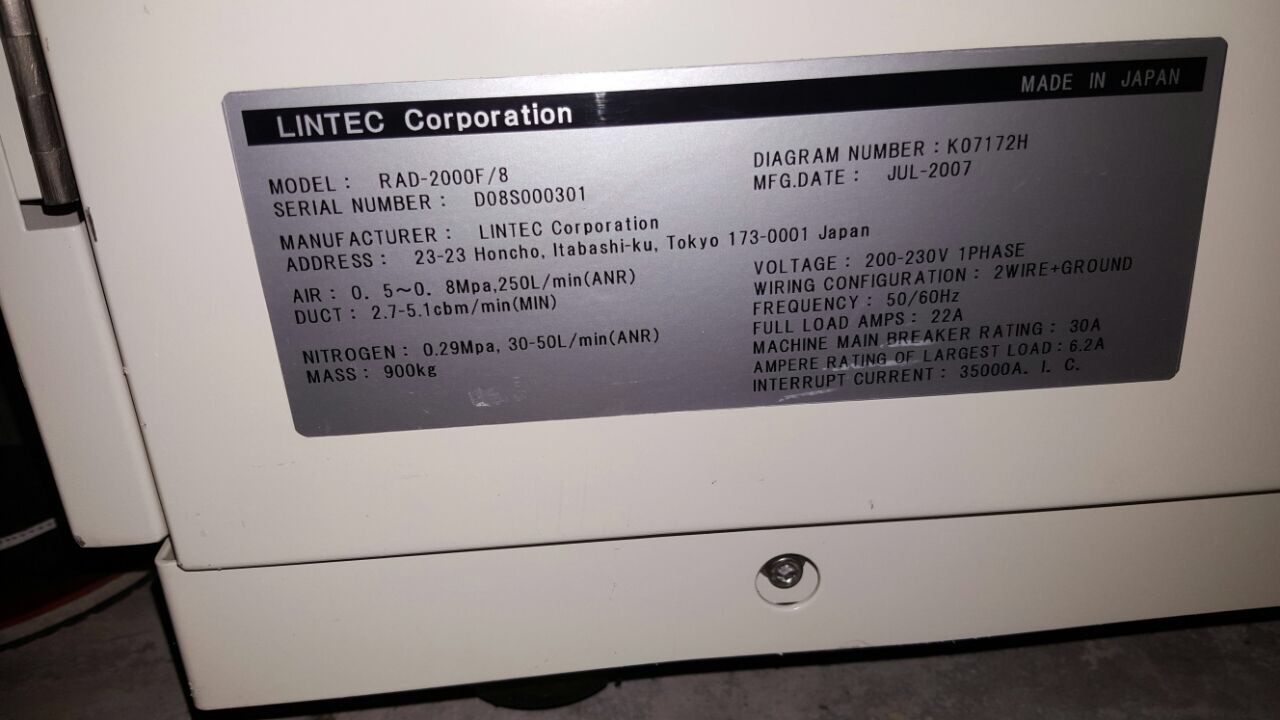 LINTEC Corporation
MADE IN JAPAN
MODEL : RAD-2000F/8
SERIAL NUMBER : D08S000301
DIAGRAM NUMBER : K07172H
MFG.DATE : JUL-2007
MANUFACTURER : LINTEC Corporation
ADDRESS : 23-23 Honcho, Itabashi-ku, Tokyo 173-0001 Japan
AIR : 0. 5～0. 8Mpa,250L/min(ANR)
DUCT : 2.7-5.1cbm/min(MIN)
NITROGEN : 0.29Mpa, 30-50L/min(ANR)
MASS : 900kg
VOLTAGE : 200-230V 1PHASE
WIRING CONFIGURATION : 2WIRE+GROUND
FREQUENCY : 50/60Hz
FULL LOAD AMPS : 22A
MACHINE MAIN BREAKER RATING : 30A
AMPERE RATING OF LARGEST LOAD : 6.2A
INTERRUPT CURRENT : 35000A. I. C.